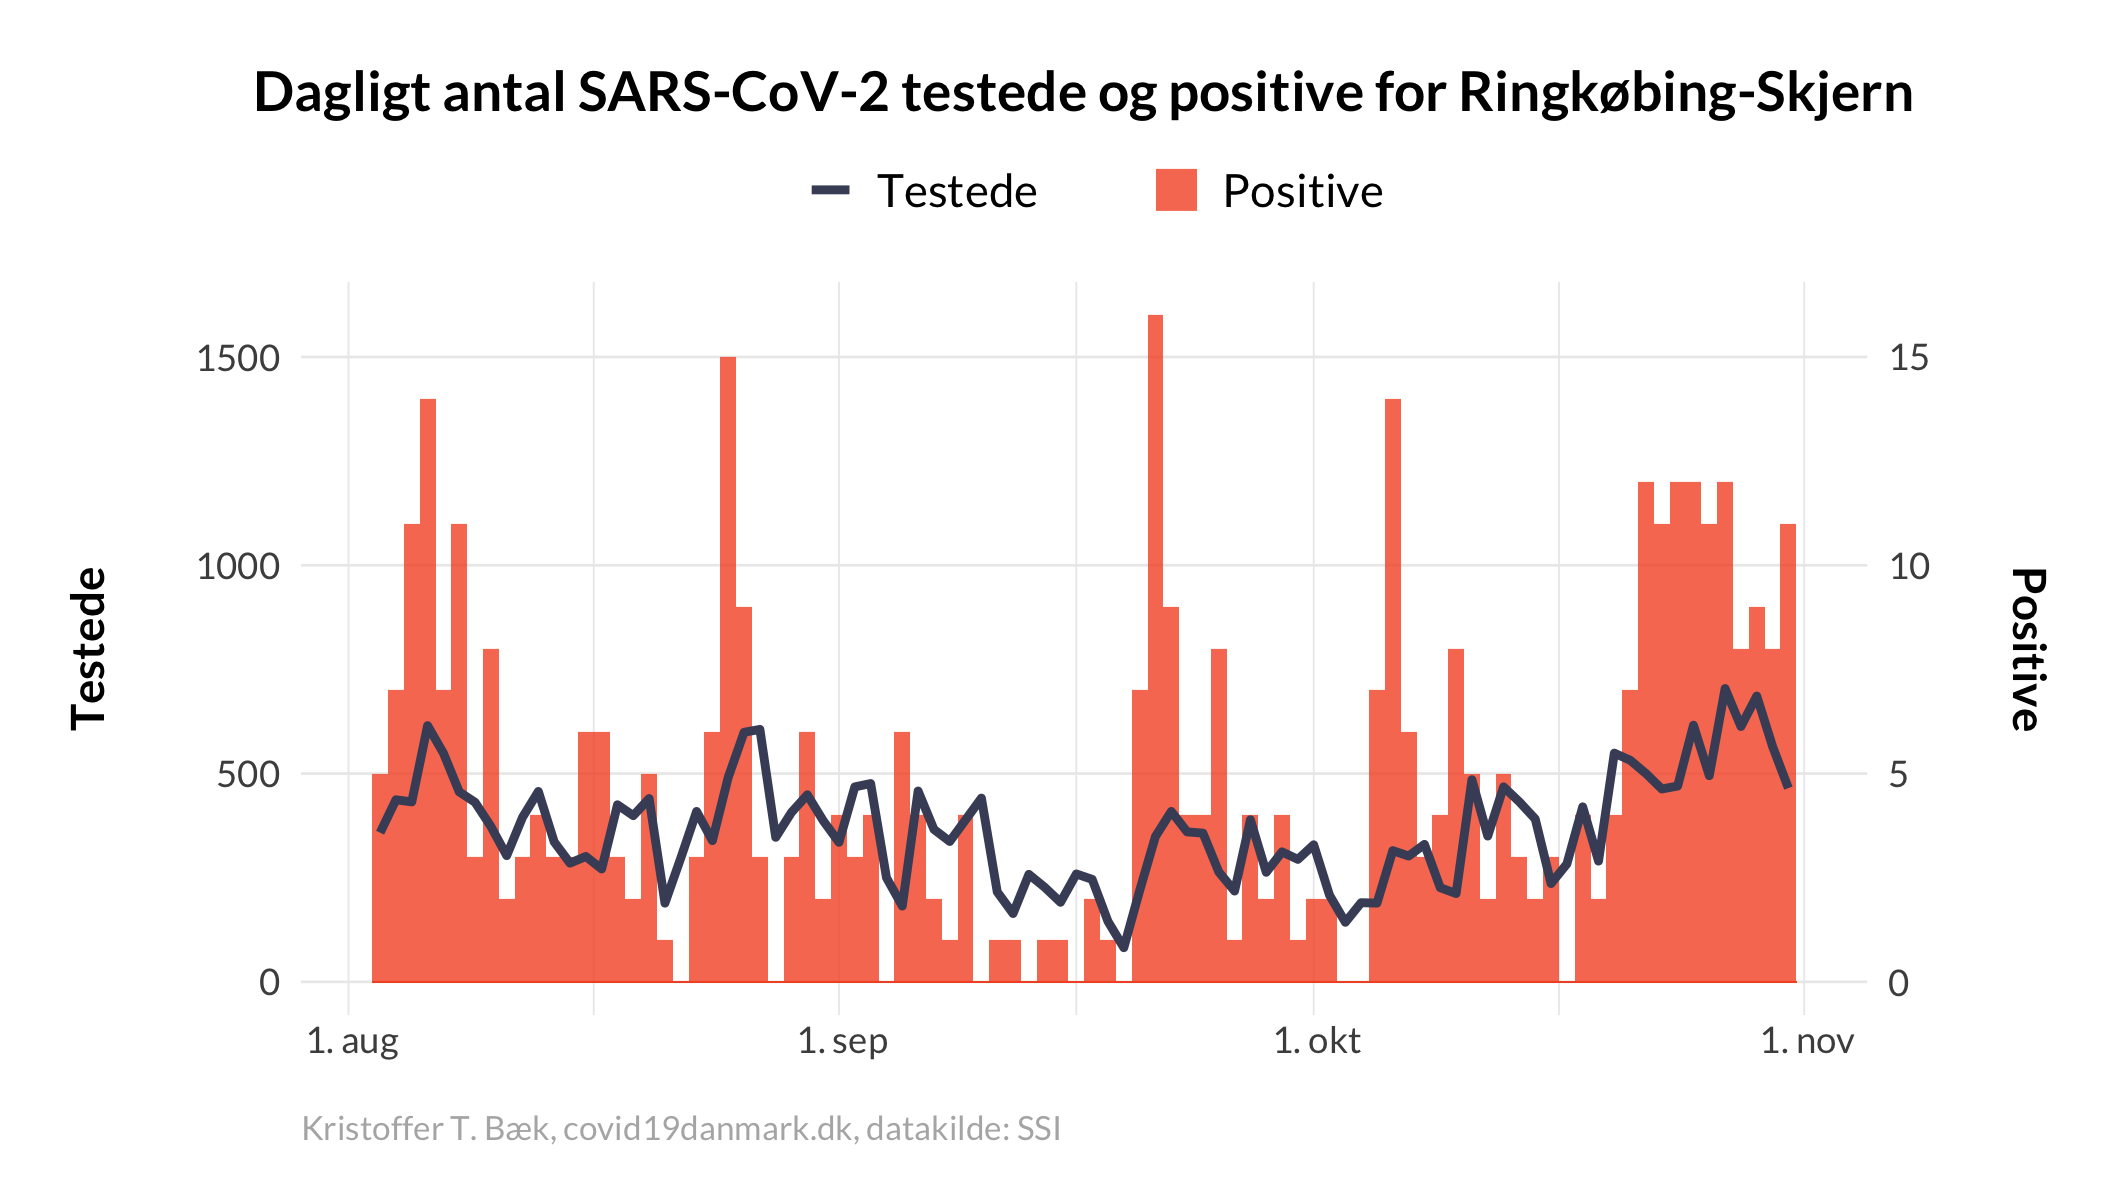 Dagligt antal SARS-CoV-2 testede og positive for Ringkøbing-Skjern
Testede
Positive
1500
1000
500
0
Testede
15
10
5
0
Positive
1. aug
1. sep
1. okt
1. nov
Kristoffer T. Bæk, covid19danmark.dk, datakilde: SSI